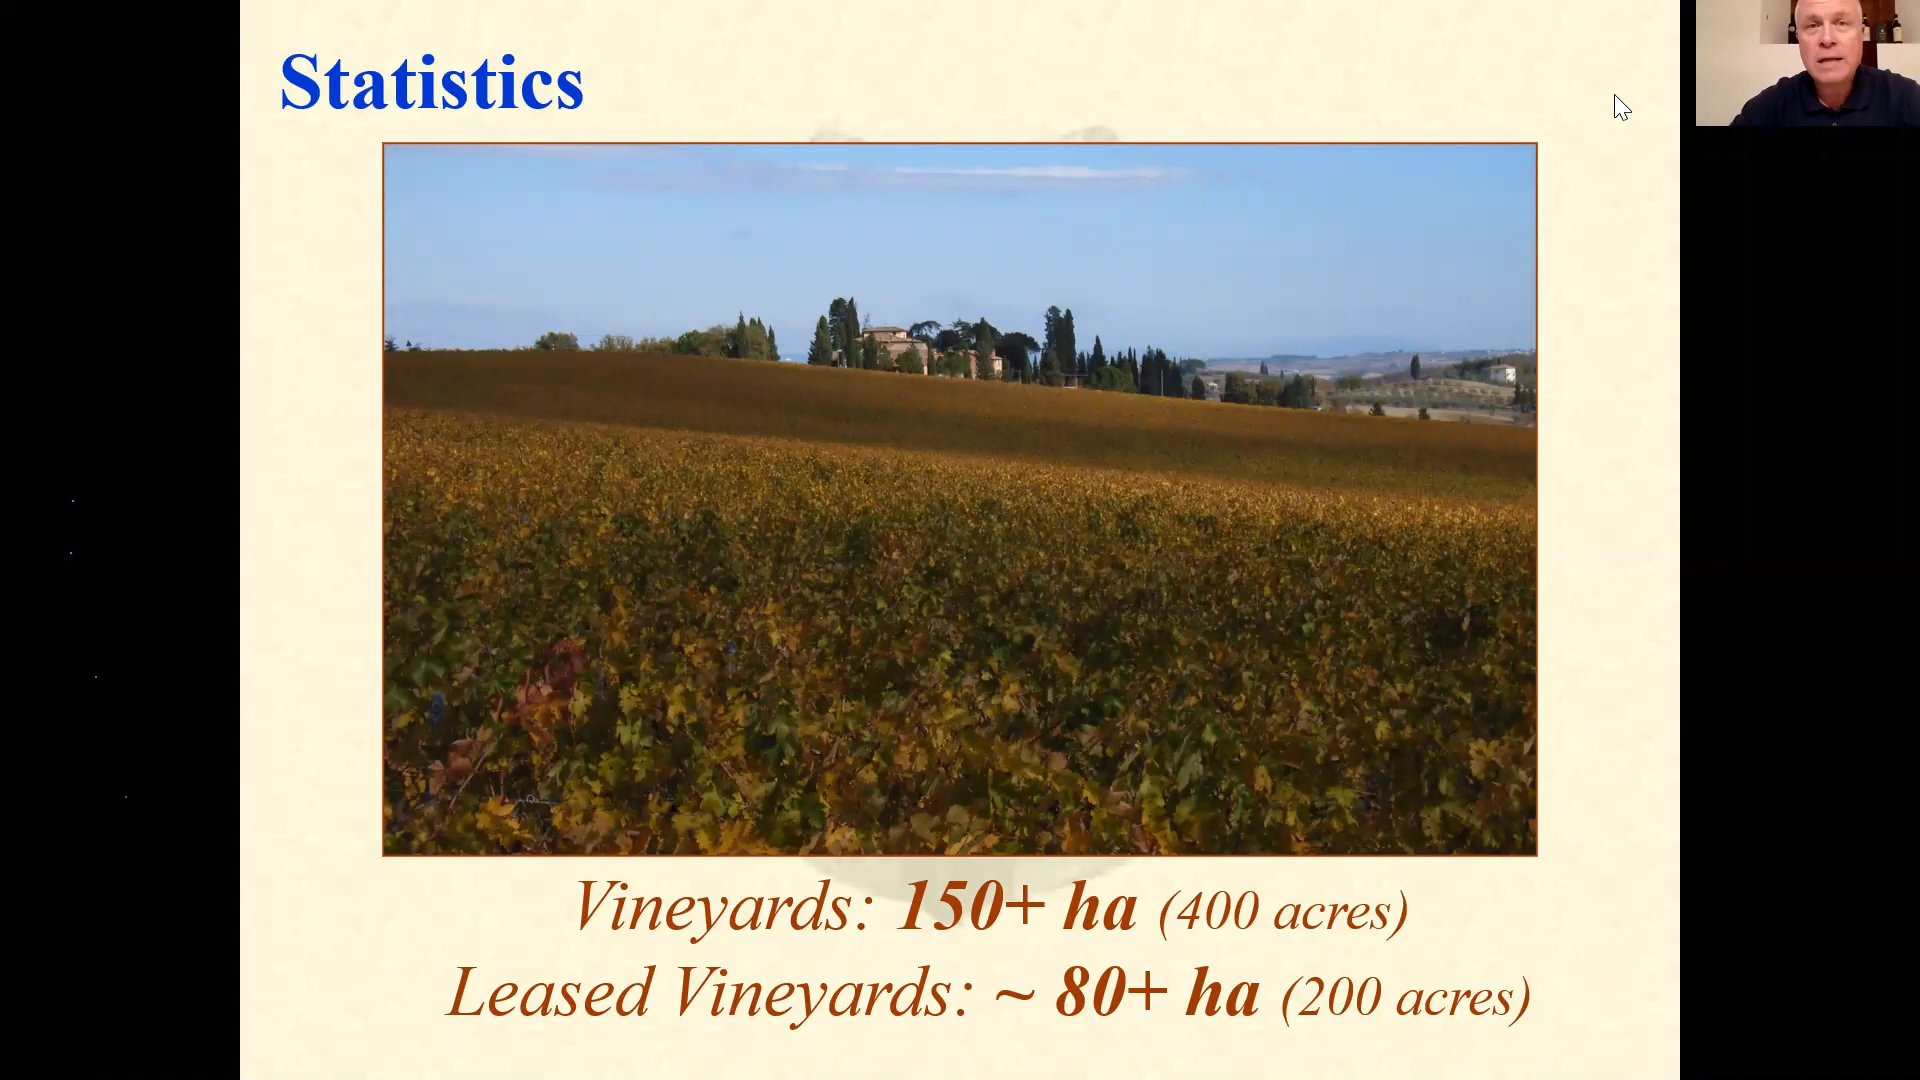 Statistics
Vineyards: 150+ ha (400 acres)
Leased Vineyards: ~ 80+ ha (200 acres)